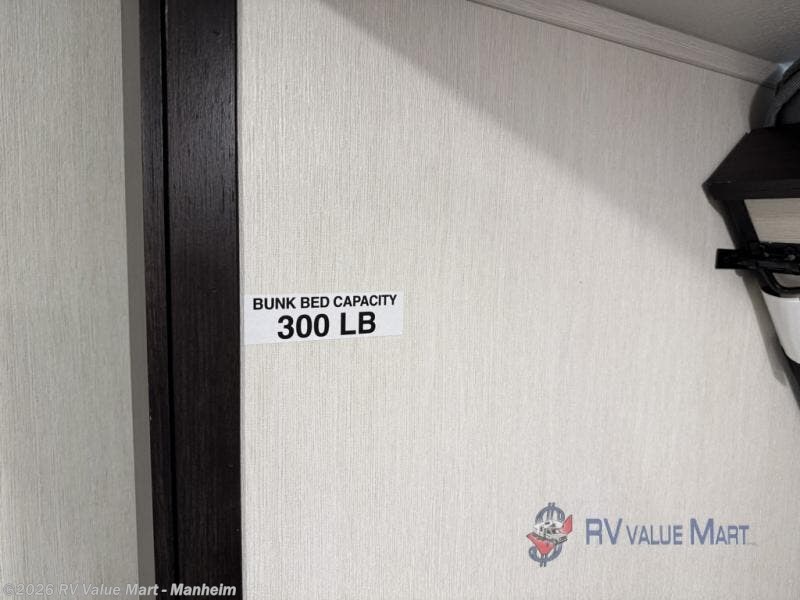 BUNK BED CAPACITY
300 LB
RV VALUE MART
©2026 RV Value Mart - Manheim